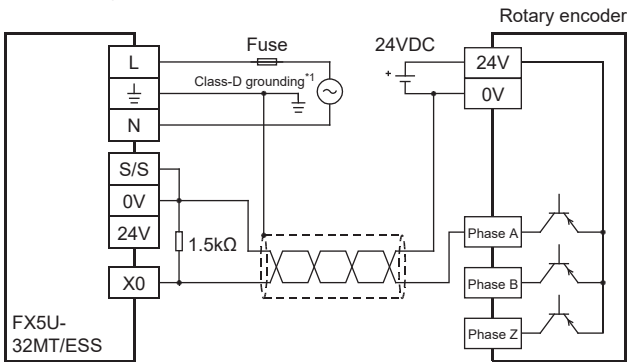 Rotary encoder
L
Fuse
24VDC
24V
Class-D grounding*1
+
0V
N
S/S
0V
24V
1.5kΩ
X0
Phase A
Phase B
Phase Z
FX5U-
32MT/ESS